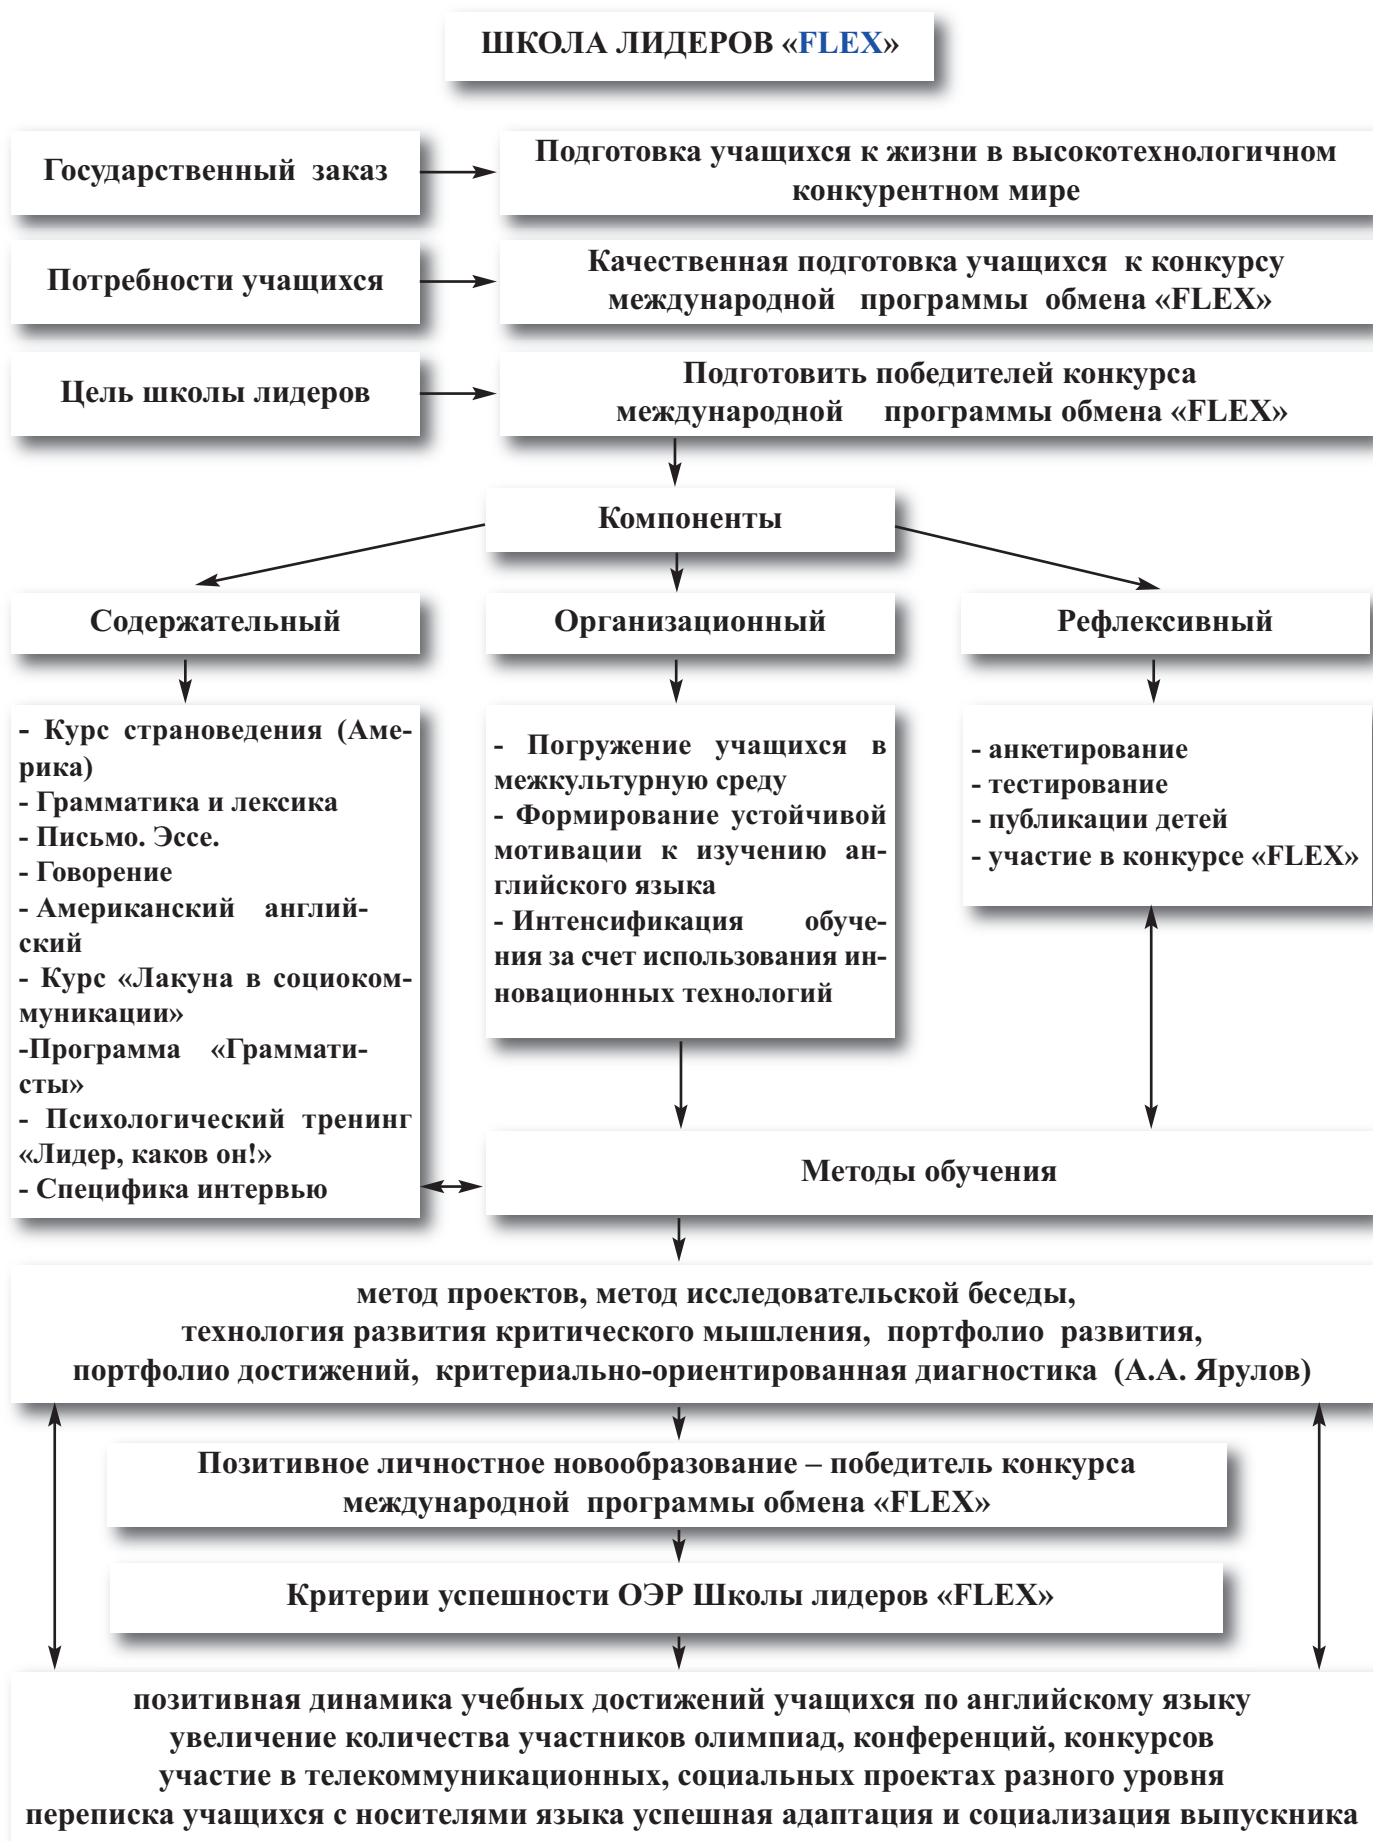 ШКОЛА ЛИДЕРОВ «FLEX»
Государственный заказ
Подготовка учащихся к жизни в высокотехнологичном
конкурентном мире
Потребности учащихся
Качественная подготовка учащихся к конкурсу
международной программы обмена «FLEX»
Цель школы лидеров
Подготовить победителей конкурса
международной программы обмена «FLEX»
Компоненты
Содержательный
Организационный
Рефлексивный
- Курс страноведения (Аме-
рика)
- Грамматика и лексика
- Письмо. Эссе.
- Говорение
- Американский англий-
ский
- Курс «Лакуна в социоком-
муникации»
-Программа «Граммати-
сты»
- Психологический тренинг
«Лидер, каков он!»
- Специфика интервью
- Погружение учащихся в
межкультурную среду
- Формирование устойчивой
мотивации к изучению ан-
глийского языка
- Интенсификация обуче-
ния за счет использования ин-
новационных технологий
- анкетирование
- тестирование
- публикации детей
- участие в конкурсе «FLEX»
Методы обучения
метод проектов, метод исследовательской беседы,
технология развития критического мышления, портфолио развития,
портфолио достижений, критериально-ориентированная диагностика (А.А. Ярулов)
Позитивное личностное новообразование – победитель конкурса
международной программы обмена «FLEX»
Критерии успешности ОЭР Школы лидеров «FLEX»
позитивная динамика учебных достижений учащихся по английскому языку
увеличение количества участников олимпиад, конференций, конкурсов
участие в телекоммуникационных, социальных проектах разного уровня
переписка учащихся с носителями языка успешная адаптация и социализация выпускника